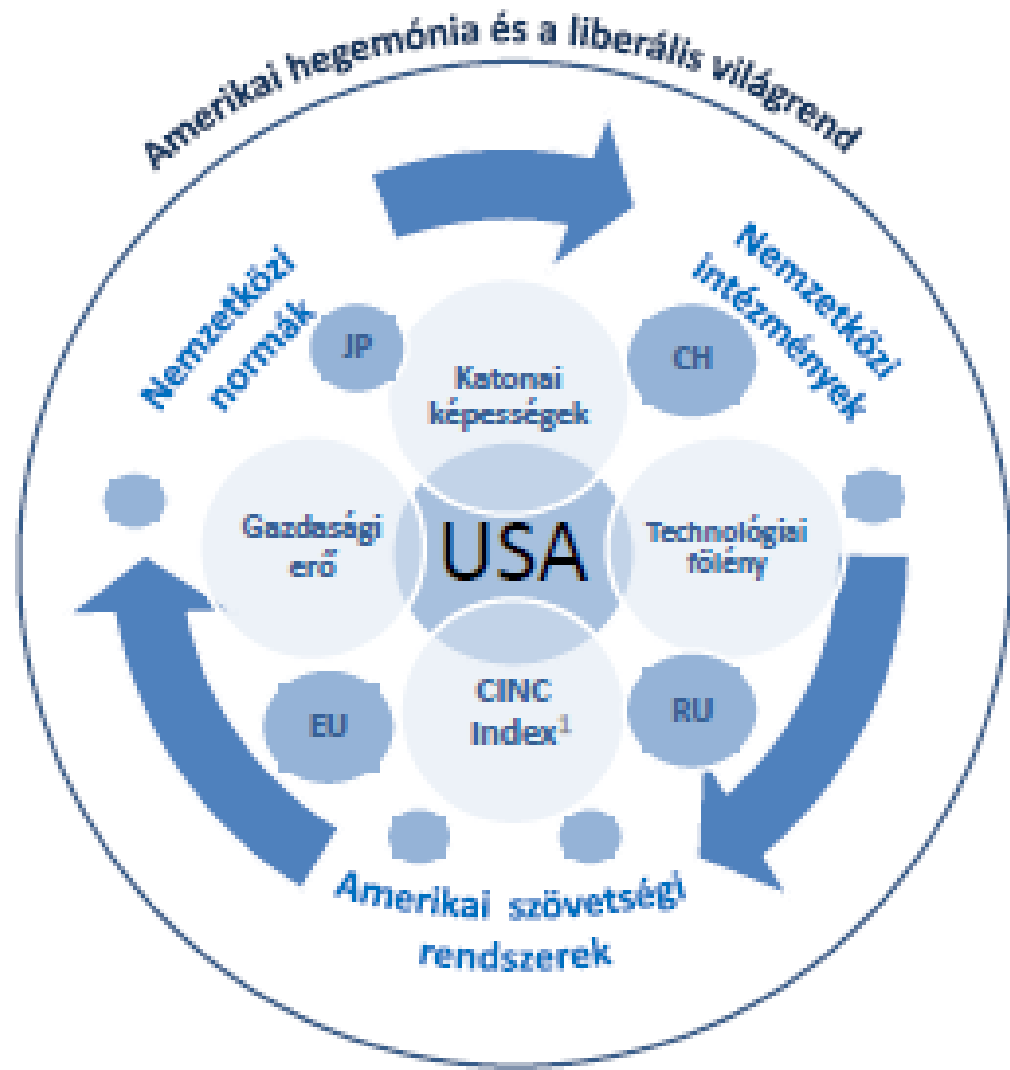 Amerikai hegemónia és a liberális világrend
Nemzetközi
normák
Nemzetközi
intézmények
JP
CH
Katonai
képességek
Gazdasági
erő
USA
Technológiai
fölény
CINC
Index¹
EU
RU
Amerikai szövetségi
rendszerek